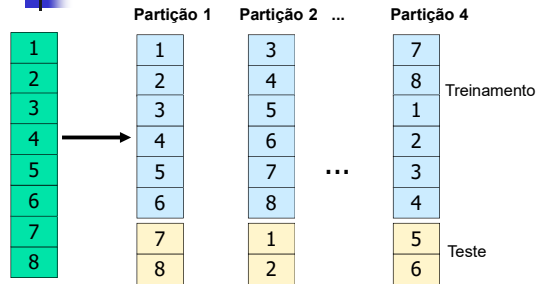 Partição 1 Partição 2 ... Partição 4
1 1 3 7
2 2 4 8
Treinamento
3 3 5 1
4 4 6 2
5 5 7 ... 3
6 6 8 4
7 7 1 5
Teste
8 8 2 6